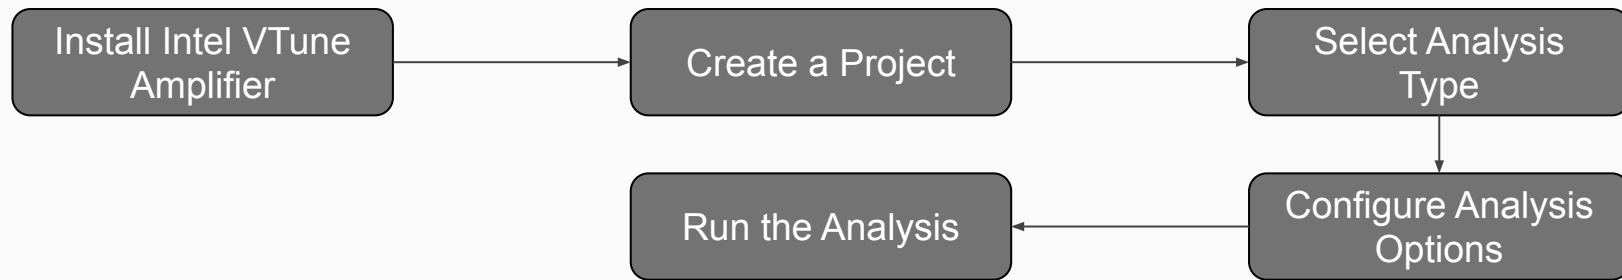 Install Intel VTune
Amplifier
Create a Project
Select Analysis
Type
Configure Analysis
Options
Run the Analysis